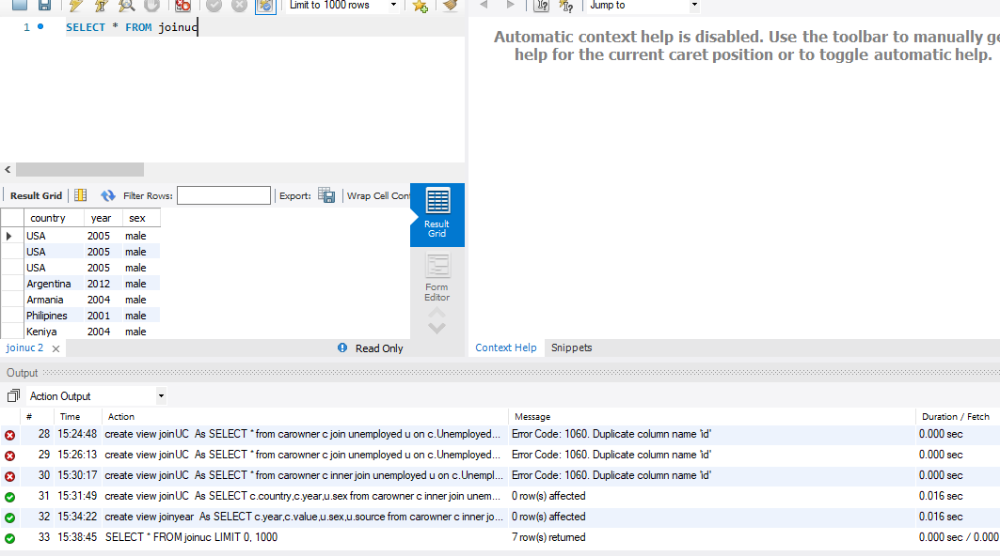 Limit to 1000 rows
Jump to
1 SELECT * FROM joinuc
Automatic context help is disabled. Use the toolbar to manually ge
help for the current caret position or to toggle automatic help.
Result Grid Filter Rows: Export: Wrap Cell Cont
country year sex
USA 2005 male
USA 2005 male
USA 2005 male
Argentina 2012 male
Armania 2004 male
Philipines 2001 male
Keniya 2004 male
Result
Grid
Form
Editor
joinuc 2 Read Only
Context Help Snippets
Output
Action Output
# Time Action Message Duration / Fetch
28 15:24:48 create view joinUC As SELECT * from carowner c join unemployed u on c.Unemployed... Error Code: 1060. Duplicate column name 'id' 0.000 sec
29 15:26:13 create view joinUC As SELECT * from carowner c join unemployed u on c.Unemployed... Error Code: 1060. Duplicate column name 'id' 0.000 sec
30 15:30:17 create view joinUC As SELECT * from carowner c inner join unemployed u on c.Unempl... Error Code: 1060. Duplicate column name 'id' 0.000 sec
31 15:31:49 create view joinUC As SELECT c.country,c.year,u.sex from carowner c inner join unem... 0 row(s) affected 0.016 sec
32 15:34:22 create view joinyear As SELECT c.year,c.value,u.sex,u.source from carowner c inner jo... 0 row(s) affected 0.016 sec
33 15:38:45 SELECT * FROM joinuc LIMIT 0, 1000 7 row(s) returned 0.000 sec / 0.000